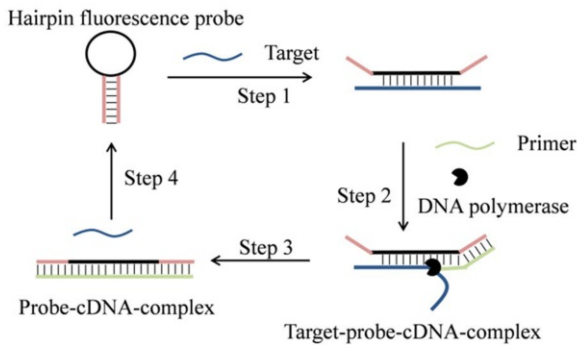 Hairpin fluorescence probe
Target
Step 1
Primer
Step 2
DNA polymerase
Step 4
Step 3
Probe-cDNA-complex
Target-probe-cDNA-complex